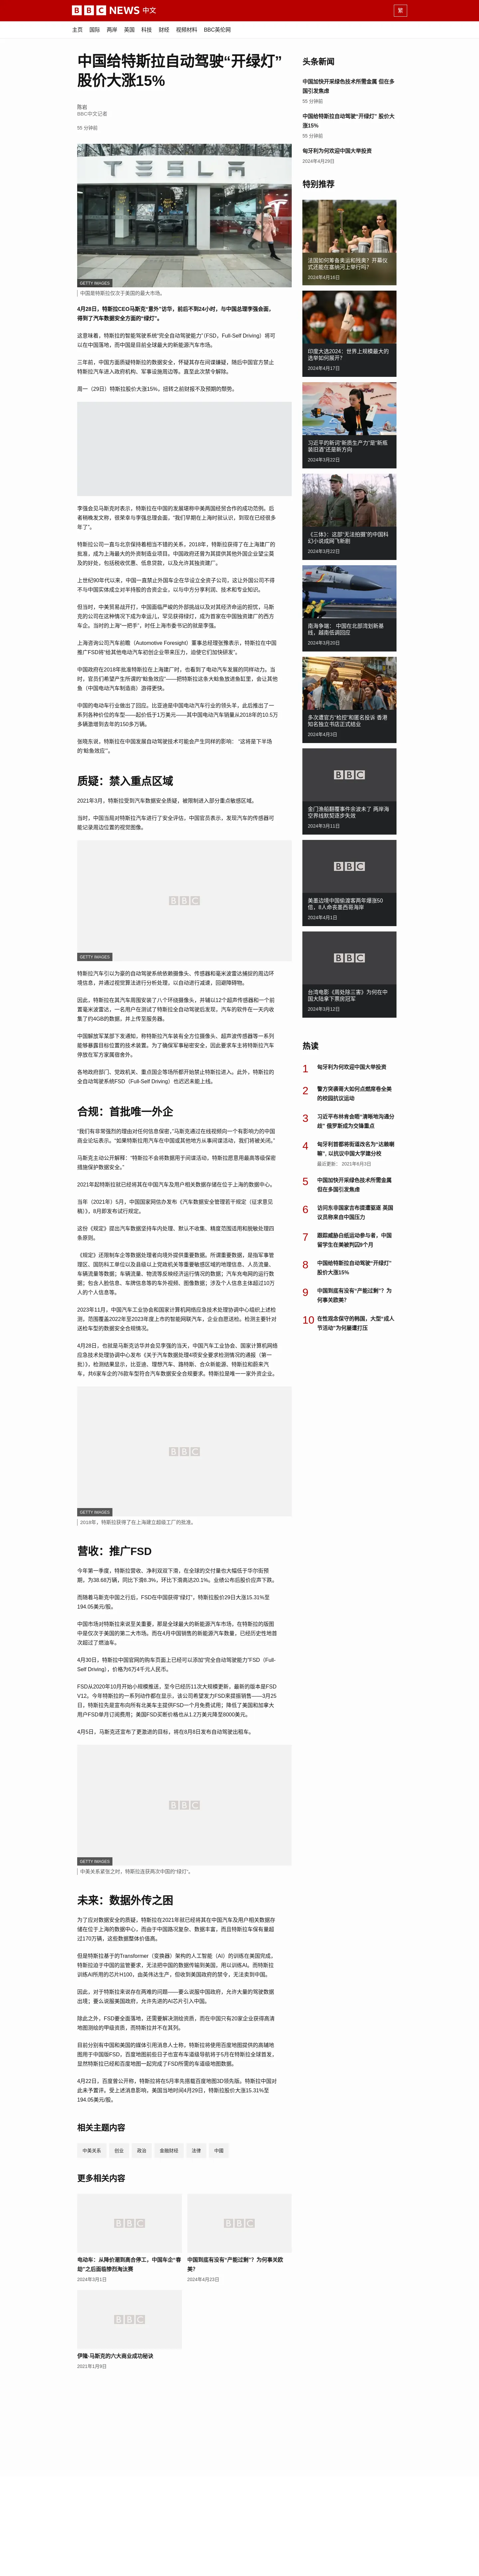 BBC NEWS 中文
繁
主页 国际 两岸 英国 科技 财经 视频材料 BBC英伦网
中国给特斯拉自动驾驶“开绿灯”
股价大涨15%
陈岩
BBC中文记者
55 分钟前
TESLA
GETTY IMAGES
中国是特斯拉仅次于美国的最大市场。
4月28日，特斯拉CEO马斯克“意外”访华，前后不到24小时，与中国总理李强会面，
得到了汽车数据安全方面的“绿灯”。
这意味着，特斯拉的智能驾驶系统“完全自动驾驶能力”（FSD，Full-Self Driving）将可
以在中国落地，而中国是目前全球最大的新能源汽车市场。
三年前，中国方面质疑特斯拉的数据安全，怀疑其存在间谍嫌疑，随后中国官方禁止
特斯拉汽车进入政府机构、军事设施周边等。直至此次禁令解除。
周一（29日）特斯拉股价大涨15%，扭转之前财报不及预期的颓势。
李强会见马斯克时表示，特斯拉在中国的发展堪称中美两国经贸合作的成功范例。后
者稍晚发文称，很荣幸与李强总理会面，“我们早期在上海时就认识，到现在已经很多
年了”。
特斯拉公司一直与北京保持着相当不错的关系，2018年，特斯拉获得了在上海建厂的
批准，成为上海最大的外资制造业项目。中国政府还曾为其提供其他外国企业望尘莫
及的好处，包括税收优惠、低息贷款，以及允许其独资建厂。
上世纪90年代以来，中国一直禁止外国车企在华设立全资子公司，这让外国公司不得
不与中国买体或立对半持股的合资企业，以与中方分享利润、技术和专业知识。
但当时，中美贸易战开打，中国面临严峻的外部挑战以及对其经济命运的担忧，马斯
克的公司在这种情况下成为幸运儿，罕见获得绿灯，成为首家在中国独资建厂的西方
车企。当时的上海“一把手”，时任上海市委书记的就是李强。
上海咨询公司汽车前瞻（Automotive Foresight）董事总经理张豫表示，特斯拉在中国
推广FSD将“给其他电动汽车初创企业带来压力，迫使它们加快研发”。
中国政府在2018年批准特斯拉在上海建厂时，也看到了电动汽车发展的同样动力。当
时，官员们希望产生所谓的“鲶鱼效应”——把特斯拉这条大鲶鱼放进鱼缸里，会让其他
鱼（中国电动汽车制造商）游得更快。
中国的电动车行业做出了回应。比亚迪是中国电动汽车行业的领头羊，此后推出了一
系列各种价位的车型——起价低于1万美元——其中国电动汽车销量从2018年的10.5万
多辆激增到去年的150多万辆。
张晓东说，特斯拉在中国发展自动驾驶技术可能会产生同样的影响： “这将是下半场
的‘鲶鱼效应’”。
质疑：禁入重点区域
2021年3月，特斯拉受到汽车数据安全质疑，被限制进入部分重点敏感区域。
当时，中国当局对特斯拉汽车进行了安全评估，中国官员表示，发现汽车的传感器可
能记录周边位置的视觉图像。
BBC
GETTY IMAGES
特斯拉汽车引以为豪的自动驾驶系统依赖摄像头、传感器和毫米波雷达捕捉的周边环
境信息，并通过视觉算法进行分析处理，以自动进行减速、回避障碍物。
因此，特斯拉在其汽车周围安装了八个环绕摄像头，并辅以12个超声传感器和一个前
置毫米波雷达。一名用户在测试了特斯拉全自动驾驶后发现，汽车的软件在一天内收
集了约4GB的数据，并上传至服务器。
中国解放军某部下发通知，称特斯拉汽车装有全方位摄像头、超声波传感器等一系列
能够暴露目标位置的技术装置。为了确保军事秘密安全，因此要求车主将特斯拉汽车
停放在军方家属宿舍外。
各地政府部门、党政机关、重点国企等场所都开始禁止特斯拉进入。此外，特斯拉的
全自动驾驶系统FSD（Full-Self Driving）也迟迟未能上线。
合规：首批唯一外企
“我们有非常强烈的理由对任何信息保密，”马斯克通过在线视频向一个有影响力的中国
商业论坛表示。“如果特斯拉用汽车在中国或其他地方从事间谍活动，我们将被关闭。”
马斯克主动公开解释：“特斯拉不会将数据用于间谍活动，特斯拉愿意用最高等级保密
措施保护数据安全。”
2021年起特斯拉就已经将其在中国汽车及用户相关数据存储在位于上海的数据中心。
当年（2021年）5月，中国国家网信办发布《汽车数据安全管理若干规定（征求意见
稿）》，8月即发布试行规定。
这份《规定》提出汽车数据坚持车内处理、默认不收集、精度范围适用和脱敏处理四
条原则。
《规定》还限制车企等数据处理者向境外提供重要数据。所谓重要数据，是指军事管
理区、国防科工单位以及县级以上党政机关等重要敏感区域的地理信息、人员流量、
车辆流量等数据；车辆流量、物流等反映经济运行情况的数据；汽车充电网的运行数
据；包含人脸信息、车牌信息等的车外视频、图像数据；涉及个人信息主体超过10万
人的个人信息等。
2023年11月，中国汽车工业协会和国家计算机网络应急技术处理协调中心组织上述检
测，范围覆盖2022年至2023年度上市的智能网联汽车，企业自愿送检。检测主要针对
送检车型的数据安全合规情况。
4月28日，也就是马斯克访华并会见李强的当天，中国汽车工业协会、国家计算机网络
应急技术处理协调中心发布《关于汽车数据处理4项安全要求检测情况的通报（第一
批）》，检测结果显示，比亚迪、理想汽车、路特斯、合众新能源、特斯拉和蔚来汽
车，共6家车企的76款车型符合汽车数据安全合规要求。特斯拉是唯一一家外资企业。
BBC
GETTY IMAGES
2019年，特斯拉获得了在上海建立超级工厂的批准。
营收：推广FSD
今年第一季度，特斯拉营收、净利双双下滑，在全球的交付量也大幅低于华尔街预
期，为38.68万辆，同比下滑8.3%，环比下滑高达20.1%。业绩公布后股价应声下跌。
而随着马斯克中国之行后，FSD在中国获得“绿灯”，特斯拉股价29日大涨15.31%至
194.05美元/股。
中国市场对特斯拉来说至关重要，那是全球最大的新能源汽车市场。在特斯拉的版图
中是仅次于美国的第二大市场。而在4月中国销售的新能源汽车数量，已经历史性地首
次超过了燃油车。
4月30日，特斯拉中国官网的购车页面上已经可以添加“完全自动驾驶能力”FSD（Full-
Self Driving），价格为6万4千元人民币。
FSD从2020年10月开始小规模推送，至今已经历11次大规模更新，最新的版本是FSD
V12。今年特斯拉的一系列动作都在显示，该公司希望发力FSD来提振销售——3月25
日，特斯拉先是宣布向所有北美车主提供FSD一个月免费试用；降低了美国和加拿大
用户FSD单月订阅费用；美国FSD买断价格也从1.2万美元降至8000美元。
4月5日，马斯克还宣布了更激进的目标，将在8月8日发布自动驾驶出租车。
BBC
GETTY IMAGES
中美关系紧张之时，特斯拉连获两次中国的“绿灯”。
未来：数据外传之困
为了应对数据安全的质疑，特斯拉在2021年就已经将其在中国汽车及用户相关数据存
储在位于上海的数据中心，而由于中国路况复杂、数据丰富，而且特斯拉车保有量超
过170万辆，这些数据整体价值高。
但是特斯拉基于的Transformer（变换器）架构的人工智能（AI）的训练在美国完成，
特斯拉迫于中国的监管要求，无法把中国的数据传输到美国，用以训练AI。而特斯拉
训练AI所用的芯片H100，由英伟达生产，但收到美国政府的禁令，无法卖到中国。
因此，对于特斯拉来说存在两难的问题——要么说服中国政府，允许大量的驾驶数据
出境；要么说服美国政府，允许先进的AI芯片引入中国。
除此之外，FSD要全面落地，还需要解决测绘资质，而在中国只有20家企业获得高清
地图测绘的甲级资质，而特斯拉并不在其列。
目前分别有中国和美国的媒体引用消息人士称，特斯拉将使用百度地图提供的高辅地
图用于中国版FSD，百度地图前些日子也宣布车道级导航将于5月在特斯拉全球首发，
显然特斯拉已经和百度地图一起完成了FSD所需的车道级地图数据。
4月22日，百度曾公开称，特斯拉将在5月率先搭载百度地图3D领先版。特斯拉中国对
此未予置评。受上述消息影响，美国当地时间4月29日，特斯拉股价大涨15.31%至
194.05美元/股。
相关主题内容
中美关系 创业 政治 金融财经 法律 中國
更多相关内容
BBC
BBC
电动车：从降价潮到高合停工，中国车企“春
劫”之后面临惨烈淘汰赛
2024年3月1日
中国到底有没有“产能过剩”？为何事关欧
美？
2024年4月23日
BBC
伊隆·马斯克的六大商业成功秘诀
2021年1月9日
头条新闻
中国加快开采绿色技术所需金属 但在多
国引发焦虑
55 分钟前
中国给特斯拉自动驾驶“开绿灯” 股价大
涨15%
55 分钟前
匈牙利为何欢迎中国大举投资
2024年4月29日
特别推荐
法国如何筹备奥运和残奥？开幕仪
式还能在塞纳河上举行吗？
2024年4月16日
印度大选2024：世界上规模最大的
选举如何展开？
2024年4月17日
习近平的新词“新质生产力”是“新瓶
装旧酒”还是新方向
2024年3月22日
《三体》：这部“无法拍摄”的中国科
幻小说成网飞新剧
2024年3月22日
南海争端： 中国在北部湾划新基
线，越南低调回应
2024年3月25日
多次遭官方“检控”和匿名投诉 香港
知名独立书店正式结业
2024年4月3日
BBC
金门渔船翻覆事件余波未了 两岸海
空界线默契逐步失效
2024年3月11日
BBC
美墨边境中国偷渡客两年爆涨50
倍，8人命丧墨西哥海岸
2024年4月1日
BBC
台湾电影《周处除三害》为何在中
国大陆拿下票房冠军
2024年3月12日
热读
1 匈牙利为何欢迎中国大举投资
2 警方突袭哥大如何点燃席卷全美
的校园抗议运动
3 习近平布林肯会晤“清晰地沟通分
歧” 俄罗斯成为交锋重点
4 匈牙利首都将街道改名为“达赖喇
嘛”, 以抗议中国大学建分校
最近更新： 2021年6月3日
5 中国加快开采绿色技术所需金属
但在多国引发焦虑
6 访问东非国家吉布提遭驱逐 英国
议员称来自中国压力
7 跟踪威胁白纸运动参与者，中国
留学生在美被判囚9个月
8 中国给特斯拉自动驾驶“开绿灯”
股价大涨15%
9 中国到底有没有“产能过剩”？为
何事关欧美？
10 在性观念保守的韩国，大型“成人
节活动”为何屡遭打压